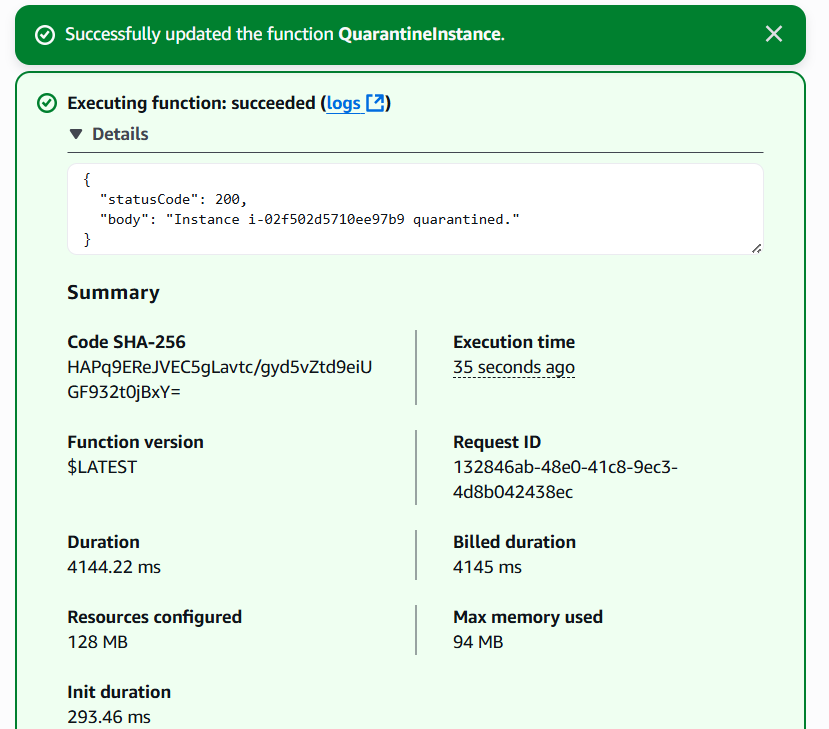 Successfully updated the function QuarantineInstance.
Executing function: succeeded (logs)
Details
{
  "statusCode": 200,
  "body": "Instance i-02f502d5710ee97b9 quarantined."
}
Summary
Code SHA-256
HAPq9EReJVEC5gLavtc/gyd5vZtd9eiU
GF932t0jBxY=
Execution time
35 seconds ago
Function version
$LATEST
Request ID
132846ab-48e0-41c8-9ec3-
4d8b042438ec
Duration
4144.22 ms
Billed duration
4145 ms
Resources configured
128 MB
Max memory used
94 MB
Init duration
293.46 ms